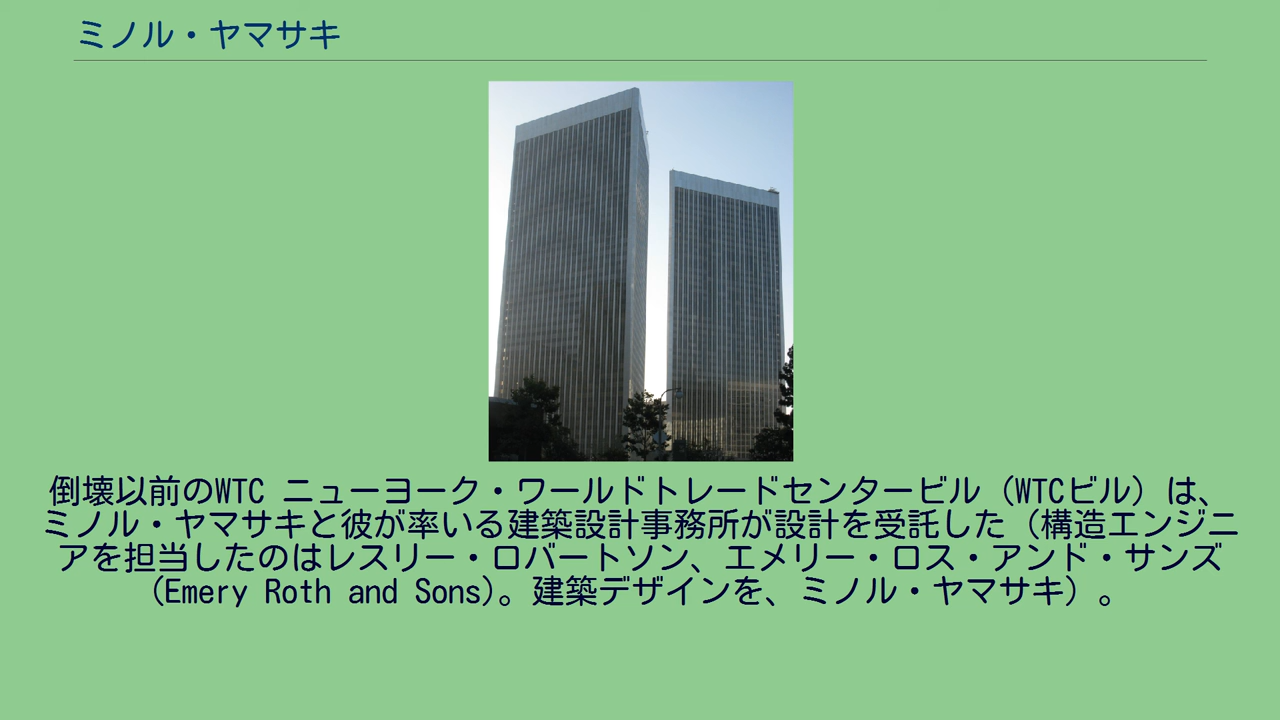 ミノル・ヤマサキ
倒壊以前のWTC ニューヨーク・ワールドトレードセンタービル（WTCビル）は、
ミノル・ヤマサキと彼が率いる建築設計事務所が設計を受託した（構造エンジニ
アを担当したのはレスリー・ロバートソン、エメリー・ロス・アンド・サンズ
(Emery Roth and Sons)。建築デザインを、ミノル・ヤマサキ）。